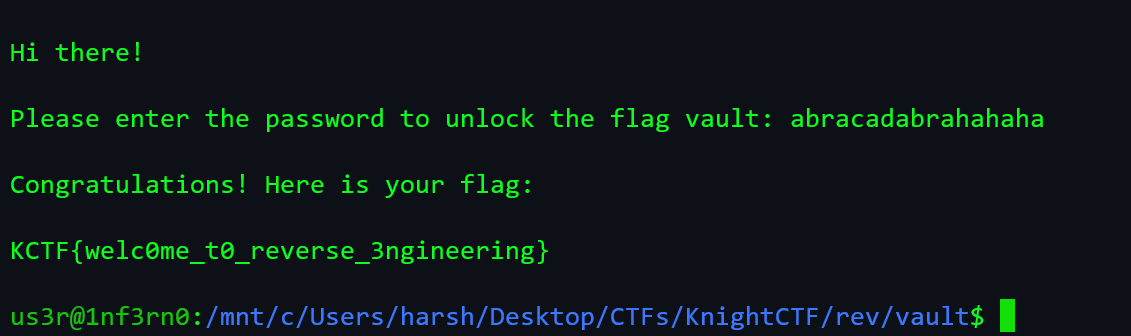 Hi there!
Please enter the password to unlock the flag vault: abracadabrahahaha
Congratulations! Here is your flag:
KCTF{welc0me_t0_reverse_3ngineering}
us3r@1nf3rn0:/mnt/c/Users/harsh/Desktop/CTFs/KnightCTF/rev/vault$